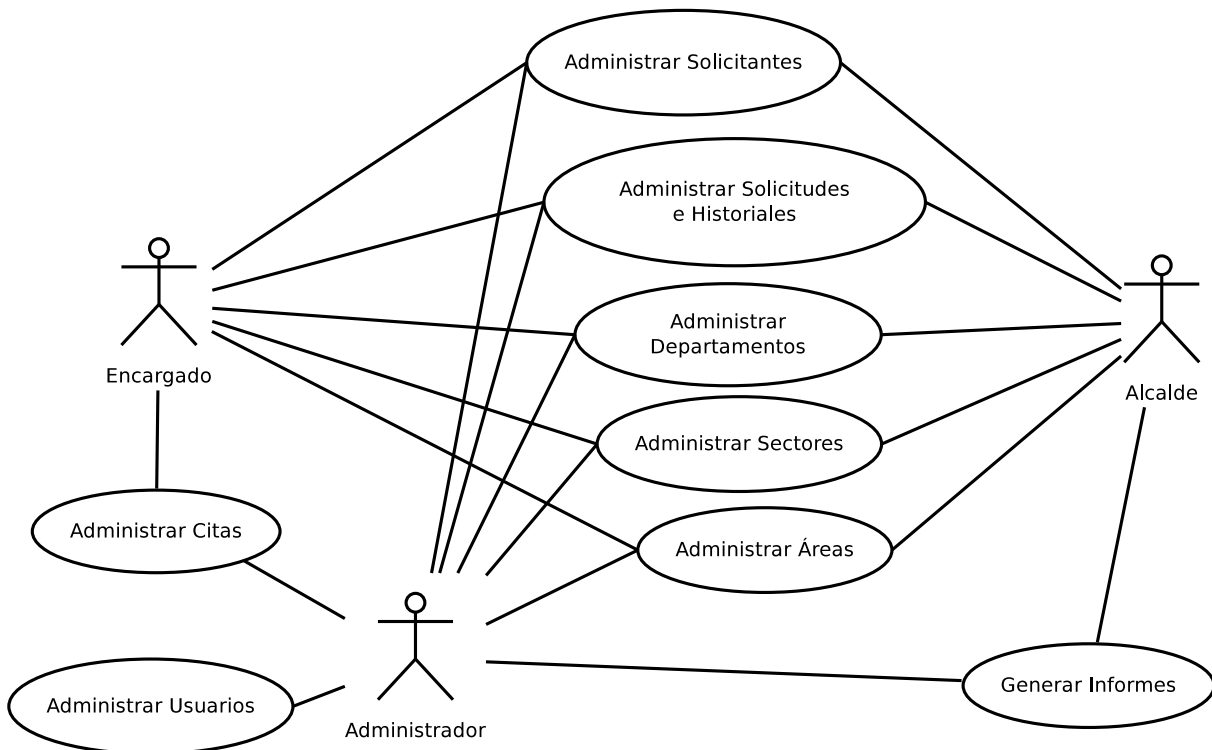 Administrar Solicitantes
Administrar Solicitudes
e Historiales
Administrar
Departamentos
Encargado
Alcalde
Administrar Sectores
Administrar Citas
Administrar Áreas
Generar Informes
Administrar Usuarios
Administrador